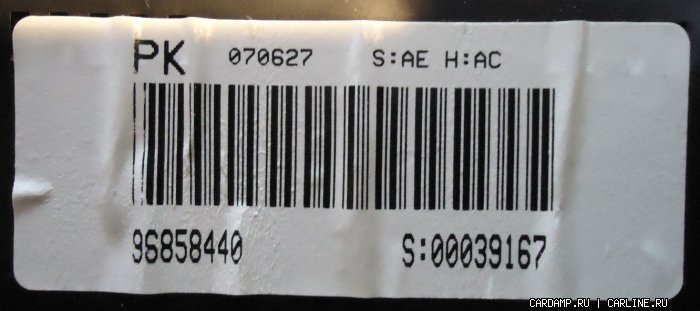 PK 070627 S:AE H:AC
96858440 S:00039167
CARDAMP.RU | CARLINE.RU